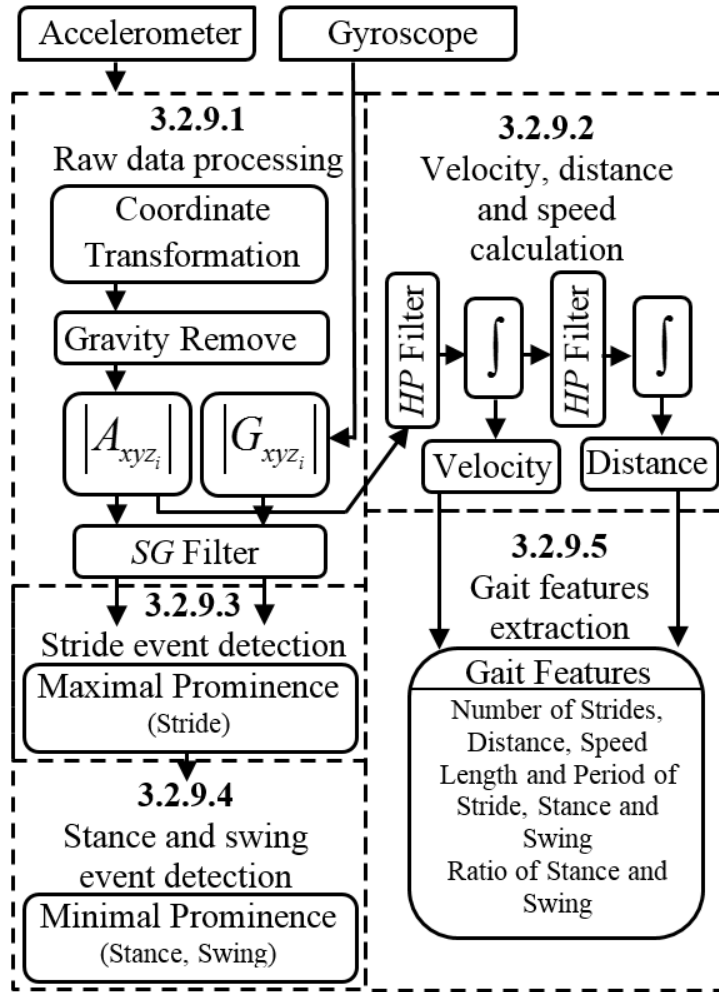 Accelerometer
Gyroscope
3.2.9.1
Raw data processing
Coordinate
Transformation
Gravity Remove
|A_{xyz_i}|
|G_{xyz_i}|
SG Filter
3.2.9.2
Velocity, distance
and speed
calculation
HP Filter
∫
HP Filter
∫
Velocity
Distance
3.2.9.3
Stride event detection
Maximal Prominence
(Stride)
3.2.9.4
Stance and swing
event detection
Minimal Prominence
(Stance, Swing)
3.2.9.5
Gait features
extraction
Gait Features
Number of Strides,
Distance, Speed
Length and Period of
Stride, Stance and
Swing
Ratio of Stance and
Swing